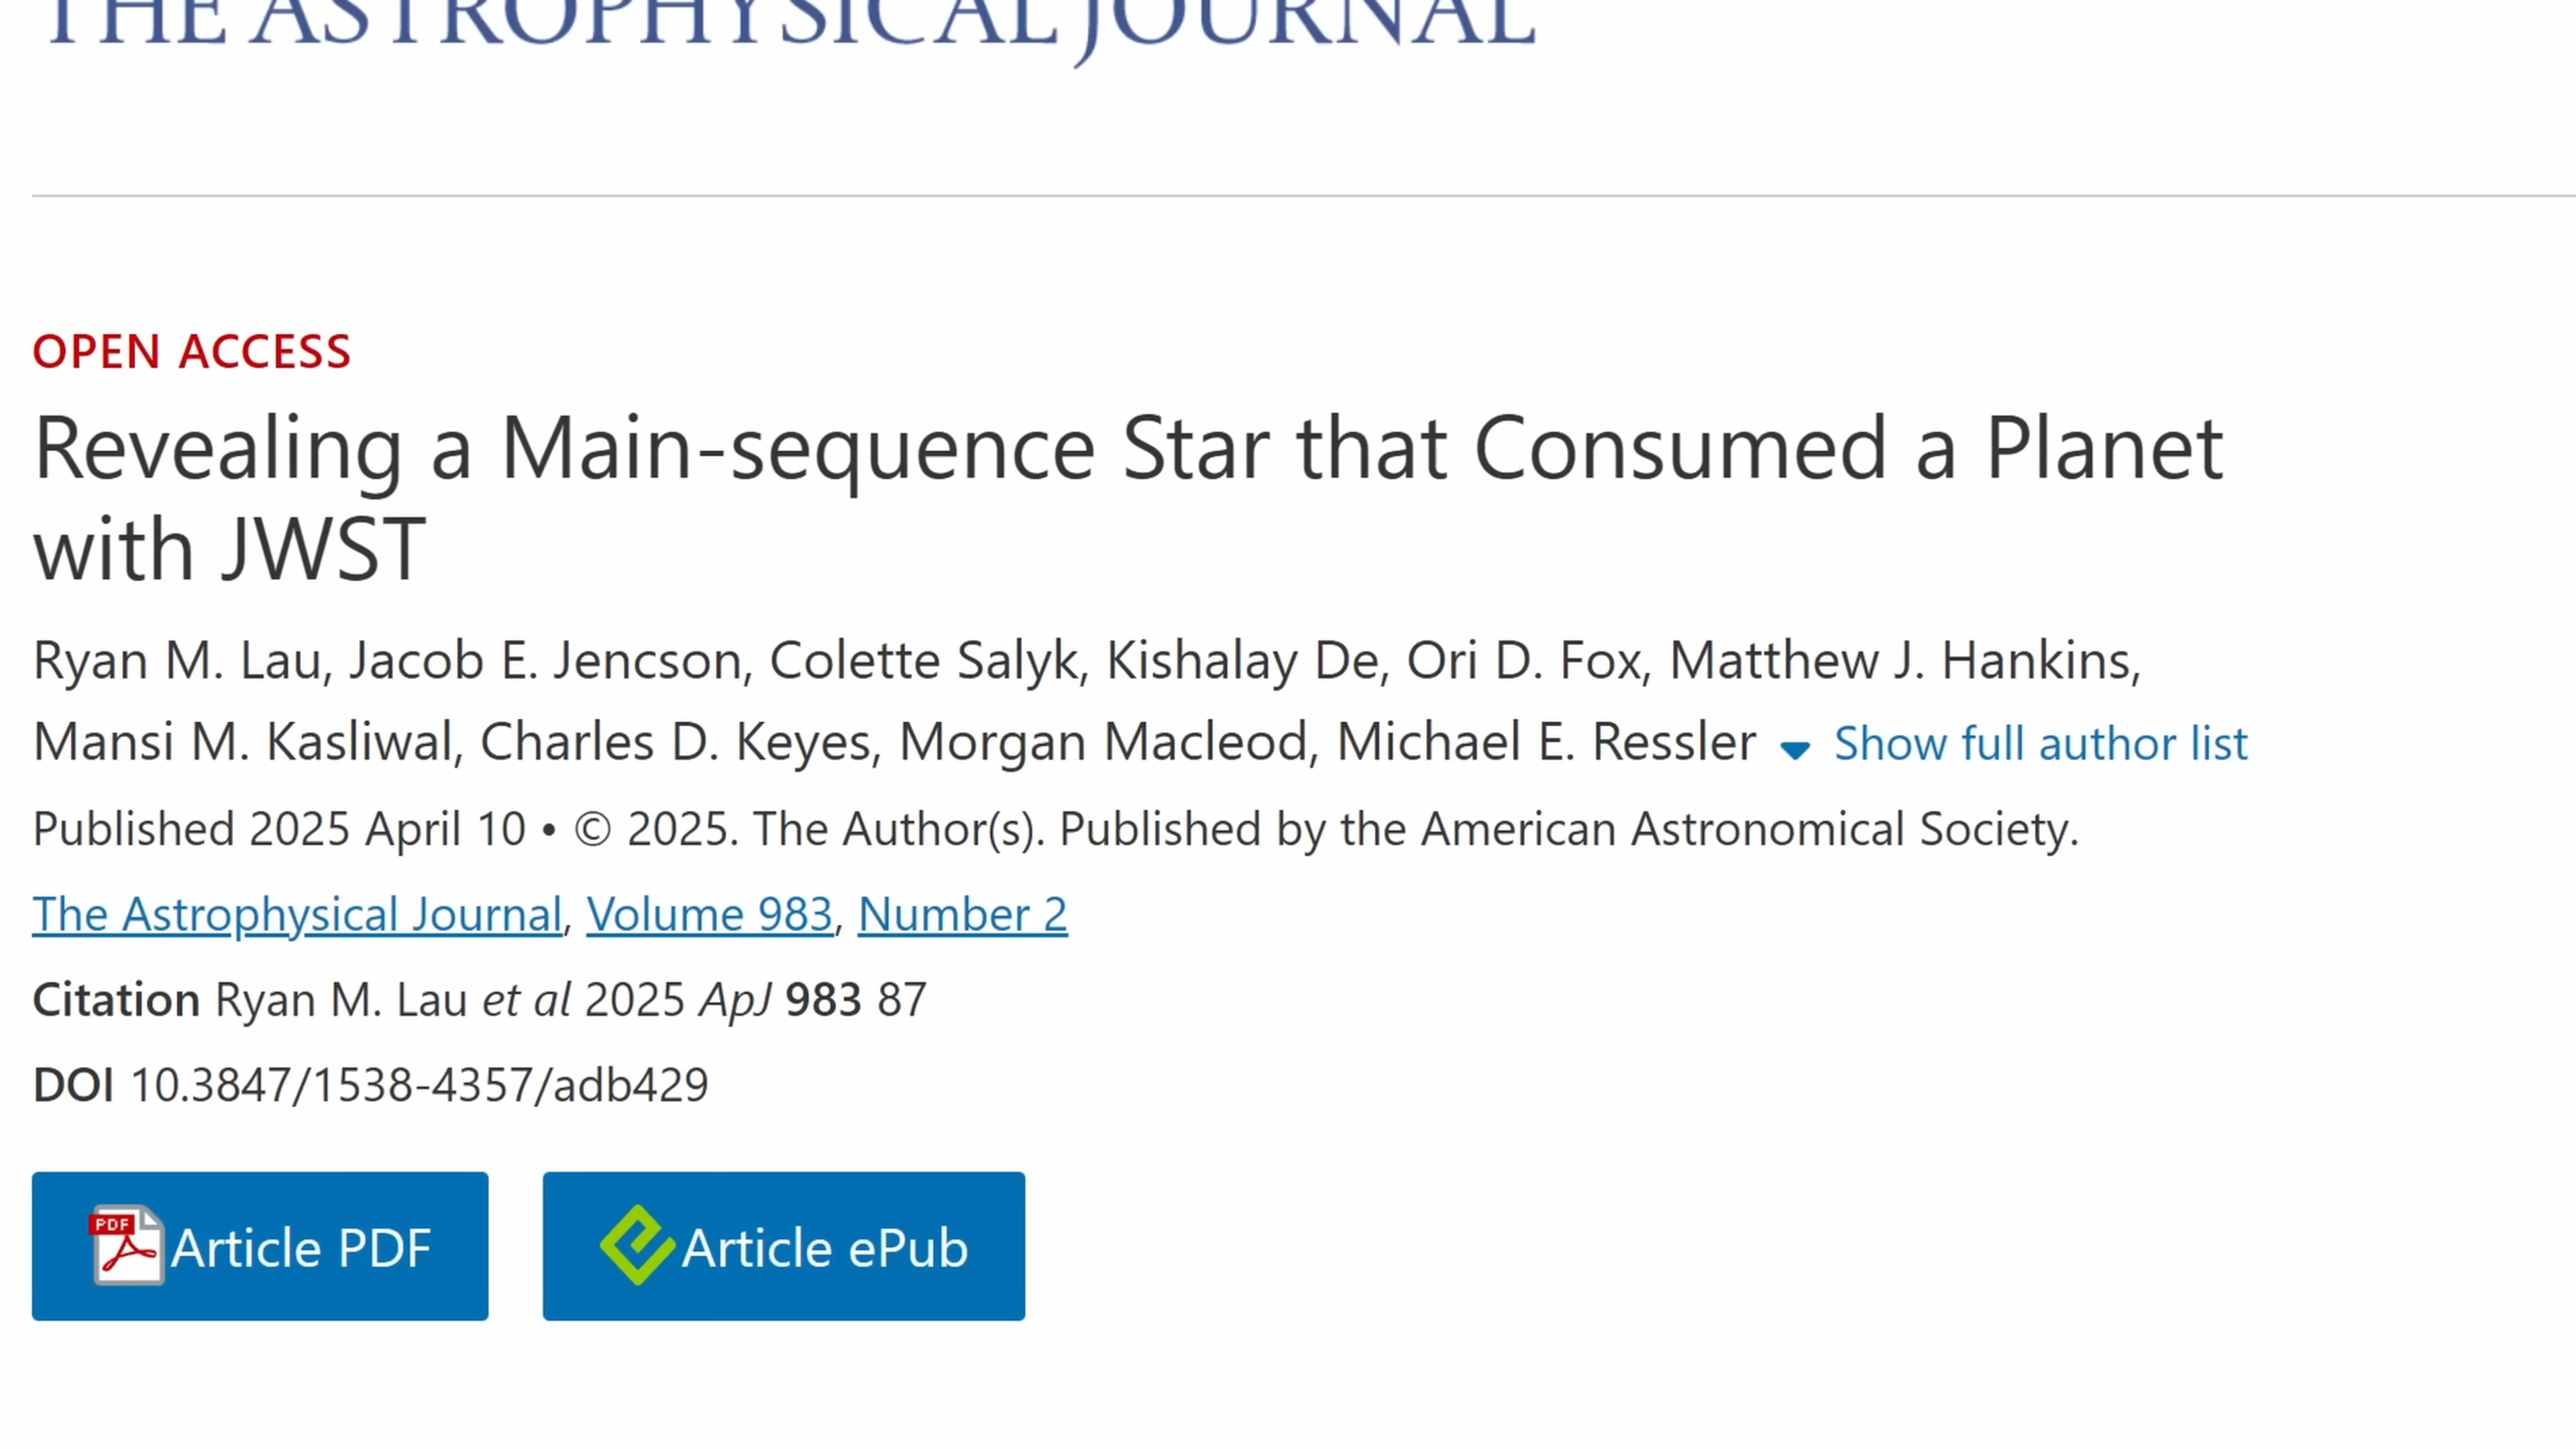 THE ASTROPHYSICAL JOURNAL
OPEN ACCESS
Revealing a Main-sequence Star that Consumed a Planet
with JWST
Ryan M. Lau, Jacob E. Jencson, Colette Salyk, Kishalay De, Ori D. Fox, Matthew J. Hankins,
Mansi M. Kasliwal, Charles D. Keyes, Morgan Macleod, Michael E. Ressler Show full author list
Published 2025 April 10 • © 2025. The Author(s). Published by the American Astronomical Society.
The Astrophysical Journal, Volume 983, Number 2
Citation Ryan M. Lau et al 2025 ApJ 983 87
DOI 10.3847/1538-4357/adb429
PDF Article PDF Article ePub